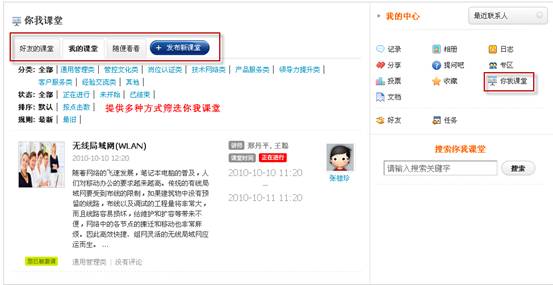 你我课堂
好友的课堂 我的课堂 随便看看 发布新课堂
分类: 全部 | 通用管理类 | 管控文化类 | 岗位认证类 | 技术网络类 | 产品服务类 | 领导力提升类 |
客户服务类 | 经验交流类 | 其他 |
状态: 全部 | 正在进行 | 未开始 | 已结束 |
排序: 默认 | 按点击数 |
提供多种方式筛选你我课堂
规则: 最新 | 最旧 |
无线局域网(WLAN)
2010-10-10 12:20
随着网络的飞速发展，笔记本电脑的普及，人
们对移动办公的要求越来越高。传统的有线局
域网要受到布线的限制，如果建筑物中没有预
留的线路，布线以及调试的工程量将非常大，
而且线路容易损坏，给维护和扩容等带来不
便，网络中的各节点的搬迁和移动也非常麻
烦。因此高效快捷、组网灵活的无线局域网应
运而生。 ...
您已被邀请
通用管理类 | 没有评论
讲师
课堂时间 正在进行
2010-10-10 11:20
—
2010-10-11 11:20
我的中心
最近联系人
记录 相册 日志
分享 提问吧 专区
投票 收藏 你我课堂
文档
好友 任务
搜索你我课堂
请输入搜索关键字 搜索